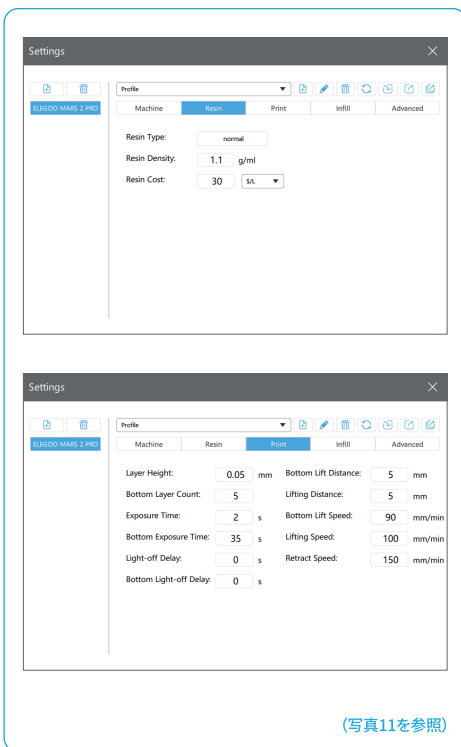 Settings
Profile
ELEGOO MARS 2 PRO
Machine Resin Print Infill Advanced
Resin Type: normal
Resin Density: 1.1 g/ml
Resin Cost: 30 $/L
Settings
Profile
ELEGOO MARS 2 PRO
Machine Resin Print Infill Advanced
Layer Height: 0.05 mm Bottom Lift Distance: 5 mm
Bottom Layer Count: 5 Lifting Distance: 5 mm
Exposure Time: 2 s Bottom Lift Speed: 90 mm/min
Bottom Exposure Time: 35 s Lifting Speed: 100 mm/min
Light-off Delay: 0 s Retract Speed: 150 mm/min
Bottom Light-off Delay: 0 s
(写真11を参照)